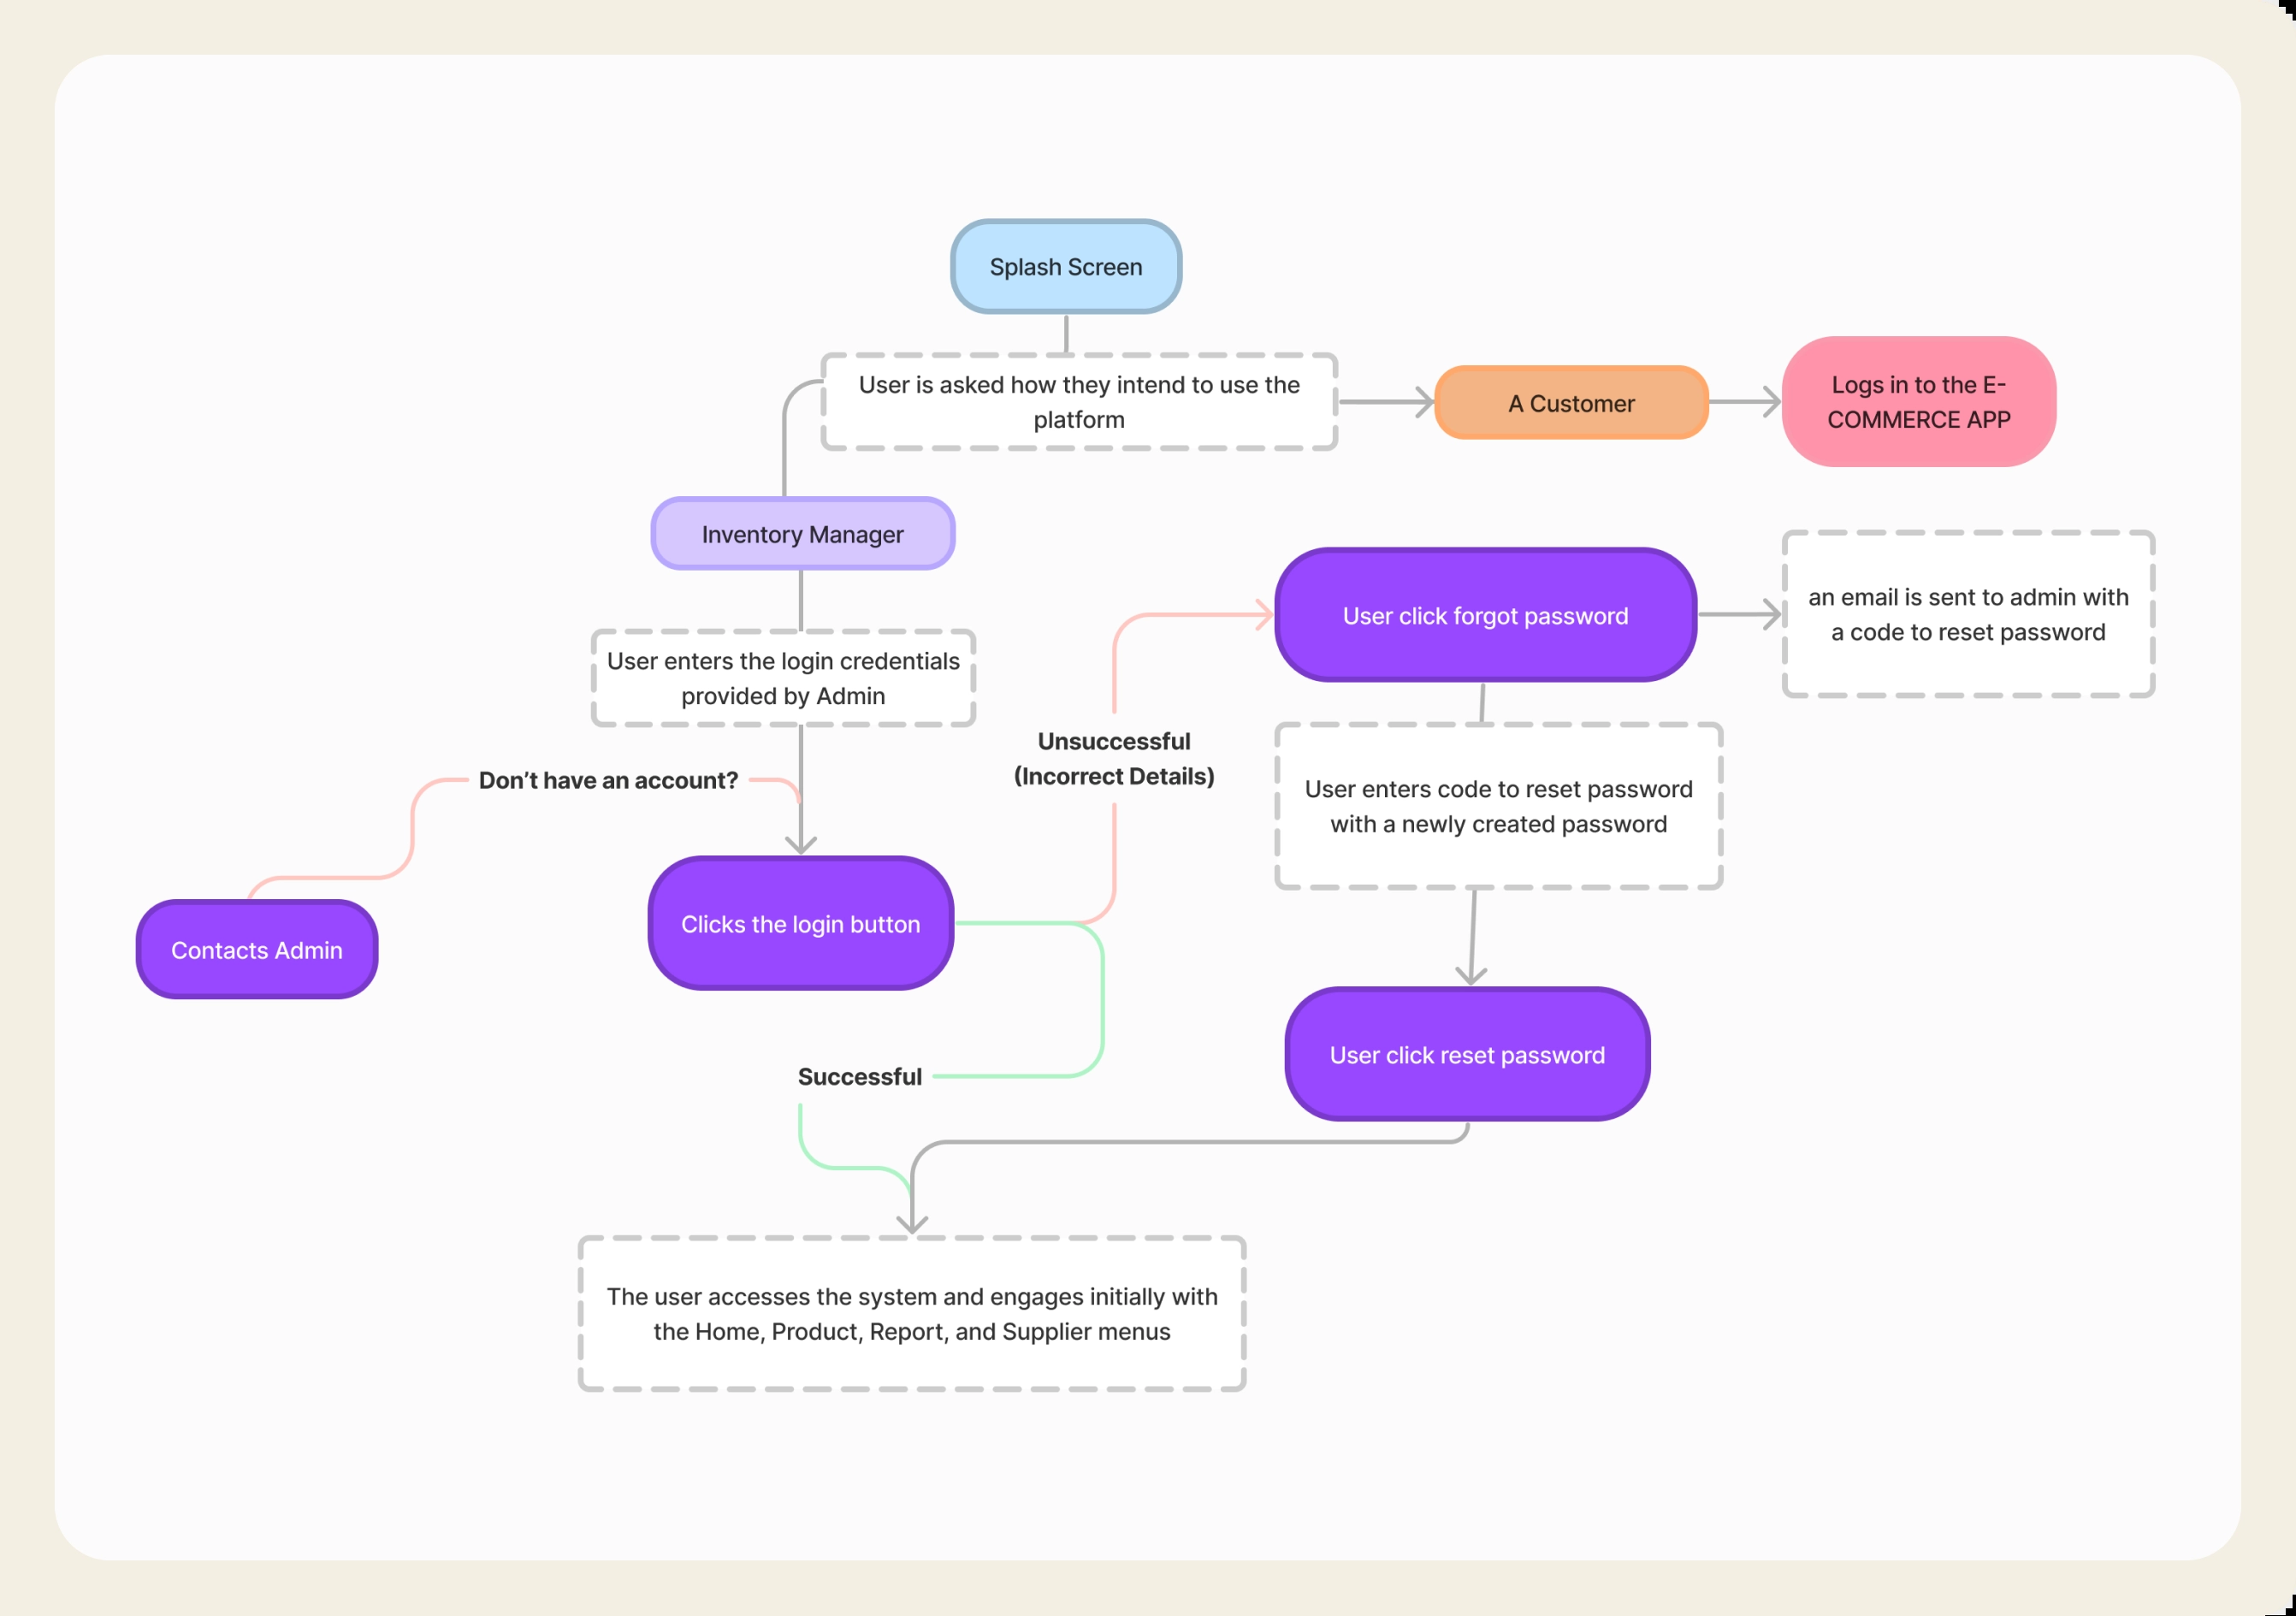 Splash Screen
User is asked how they intend to use the
platform
A Customer
Logs in to the E-
COMMERCE APP
Inventory Manager
User click forgot password
an email is sent to admin with
a code to reset password
User enters the login credentials
provided by Admin
Unsuccessful
(Incorrect Details)
Don’t have an account?
User enters code to reset password
with a newly created password
Clicks the login button
Contacts Admin
User click reset password
Successful
The user accesses the system and engages initially with
the Home, Product, Report, and Supplier menus